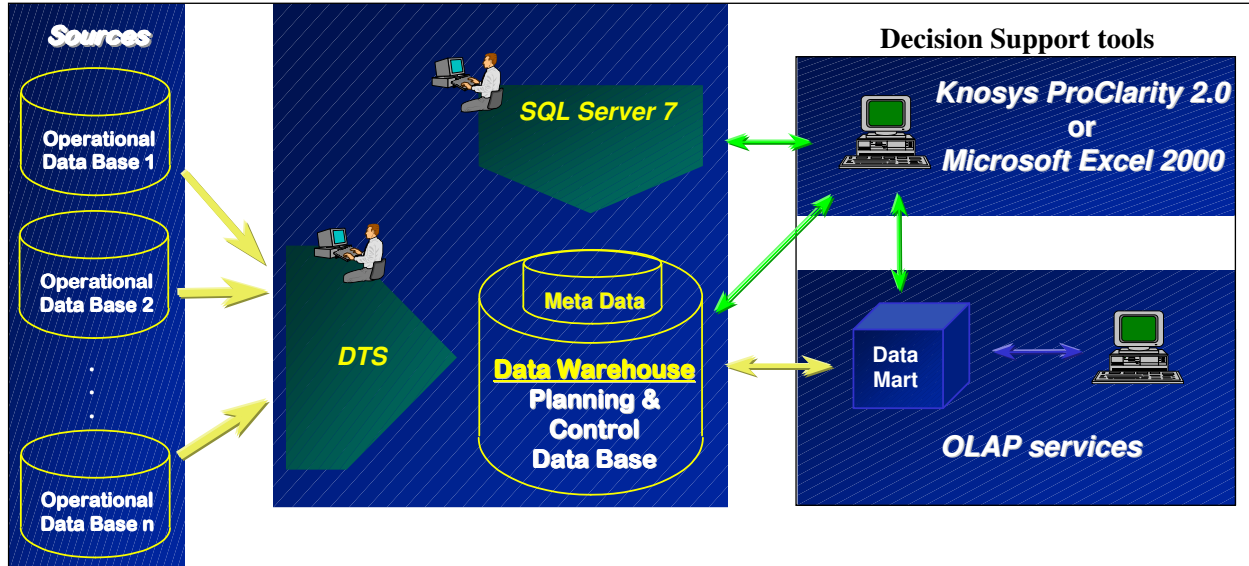 Sources
Operational
Data Base 1
Operational
Data Base 2
.
.
.
Operational
Data Base n
SQL Server 7
DTS
Meta Data
Data Warehouse
Planning &
Control
Data Base
Decision Support tools
Knosys ProClarity 2.0
or
Microsoft Excel 2000
Data
Mart
OLAP services